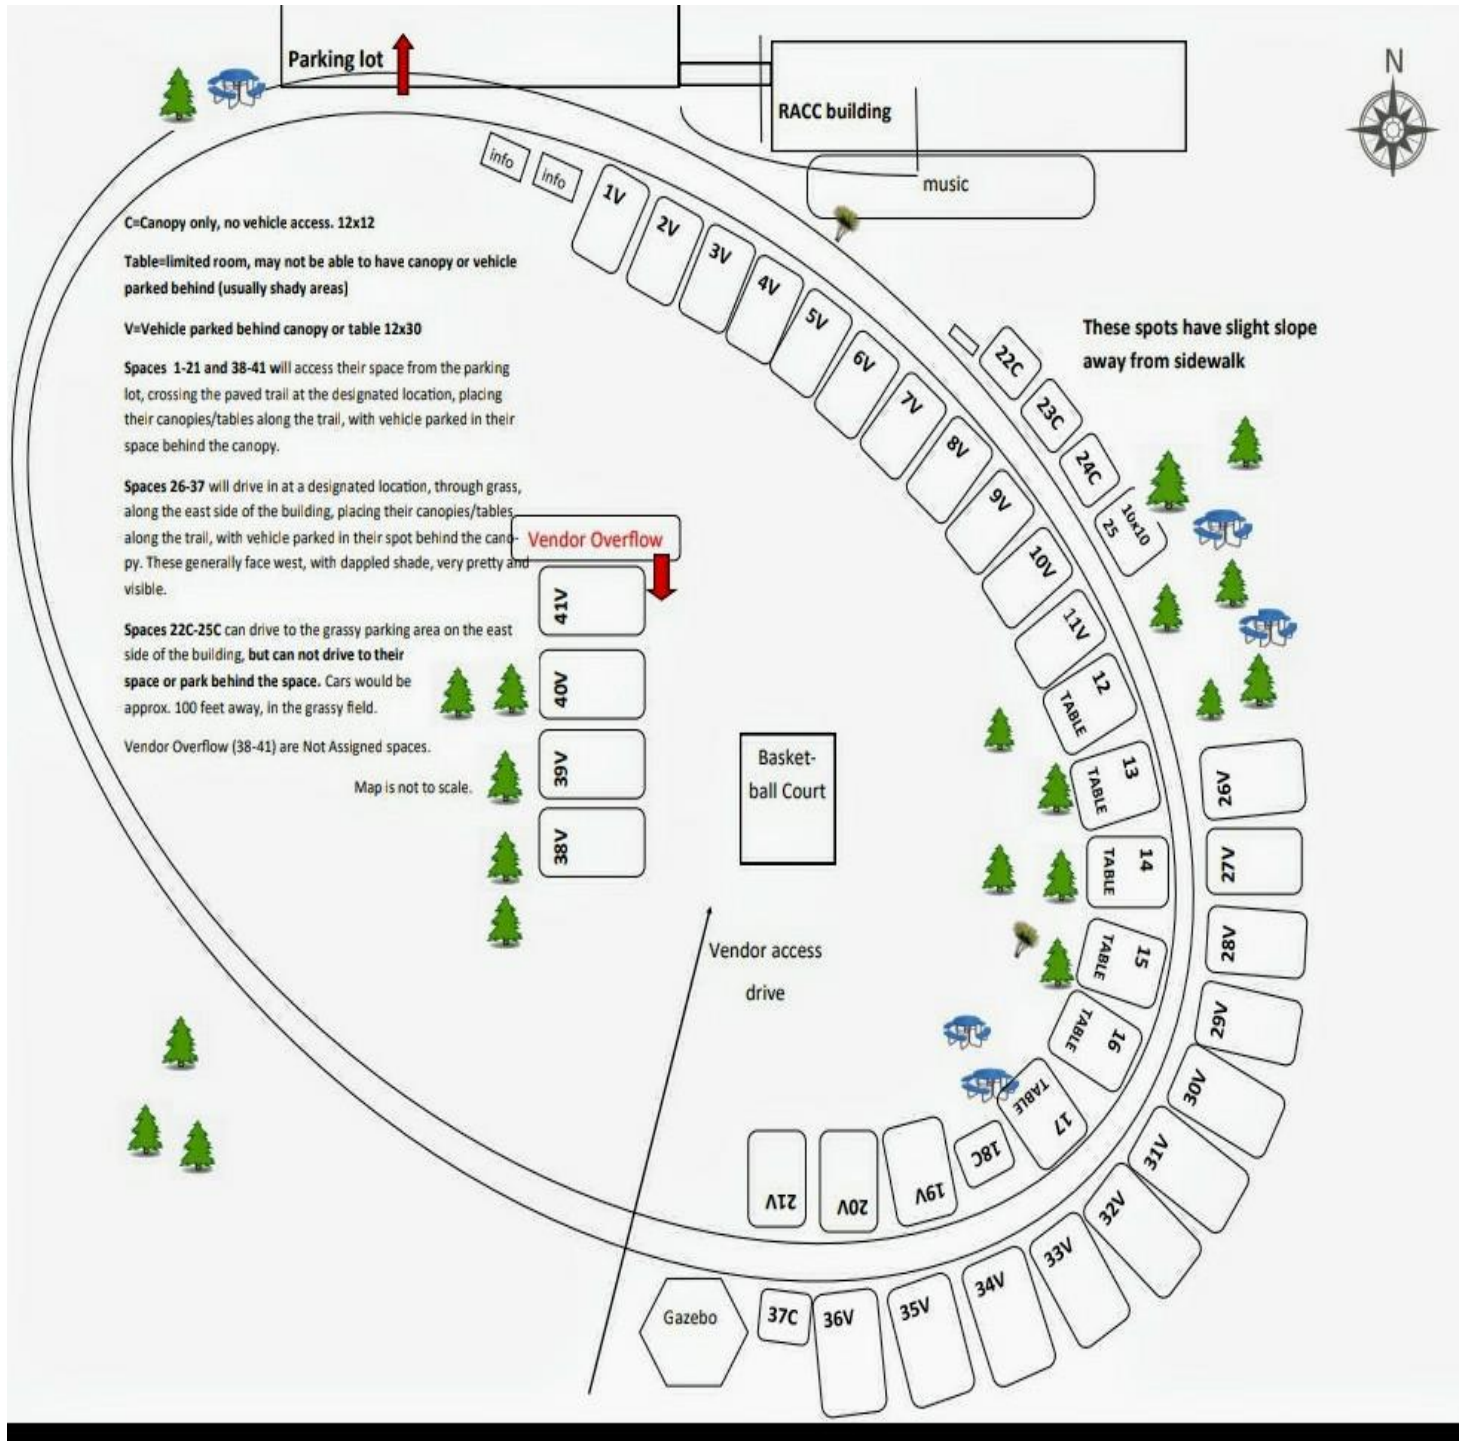 Parking lot
RACC building
N
music
info
info
C=Canopy only, no vehicle access. 12x12
Table=limited room, may not be able to have canopy or vehicle
parked behind (usually shady areas)
V=Vehicle parked behind canopy or table 12x30
Spaces 1-21 and 38-41 will access their space from the parking
lot, crossing the paved trail at the designated location, placing
their canopies/tables along the trail, with vehicle parked in their
space behind the canopy.
Spaces 26-37 will drive in at a designated location, through grass,
along the east side of the building, placing their canopies/tables
along the trail, with vehicle parked in their spot behind the cano-
py. These generally face west, with dappled shade, very pretty and
visible.
Spaces 22C-25C can drive to the grassy parking area on the east
side of the building, but can not drive to their
space or park behind the space. Cars would be
approx. 100 feet away, in the grassy field.
Vendor Overflow (38-41) are Not Assigned spaces.
Map is not to scale.
These spots have slight slope
away from sidewalk
1V
2V
3V
4V
5V
6V
7V
8V
9V
10V
11V
12
TABLE
13
TABLE
14
TABLE
15
TABLE
16
TABLE
17
TABLE
18C
19V
20V
21V
22C
23C
24C
10x10
25
26V
27V
28V
29V
30V
31V
32V
33V
34V
35V
36V
37C
Vendor Overflow
41V
40V
39V
38V
Basket-
ball Court
Vendor access
drive
Gazebo